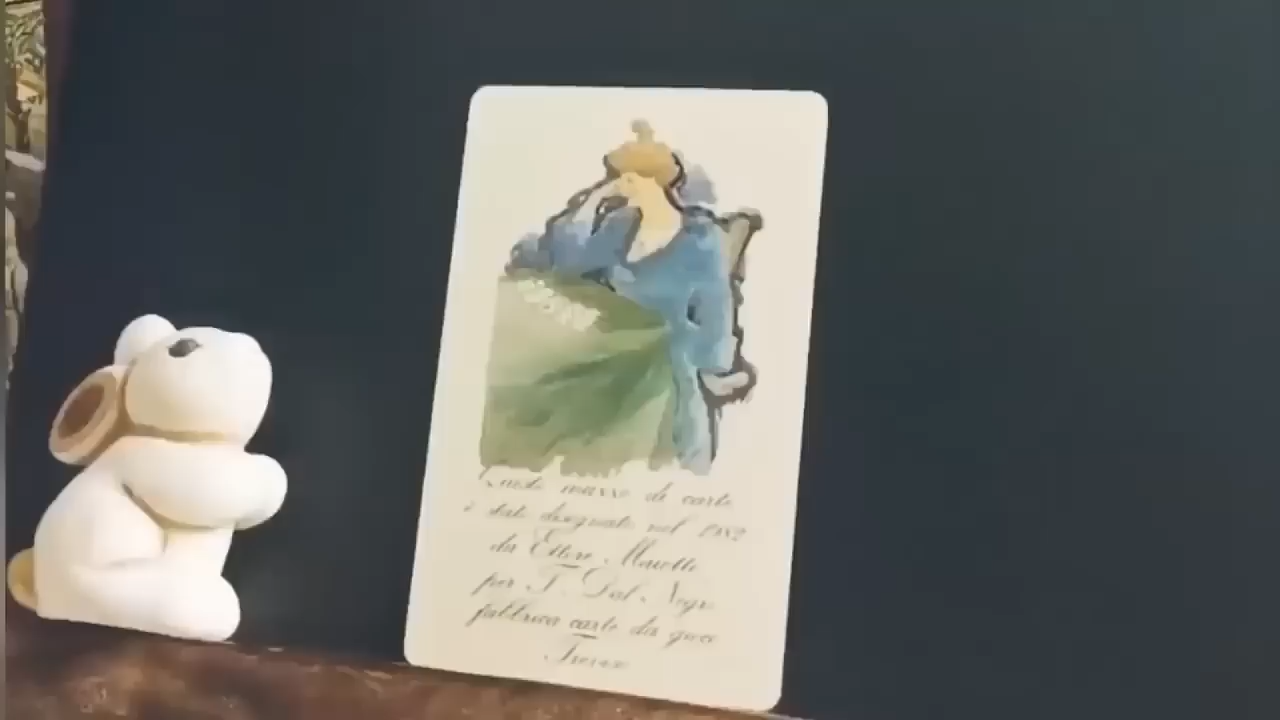 Questo mazzo di carte
è stato disegnato nel 1982
da Ettore Maiotti
per T. Dal Negro
fabbrica carte da gioco
Treviso